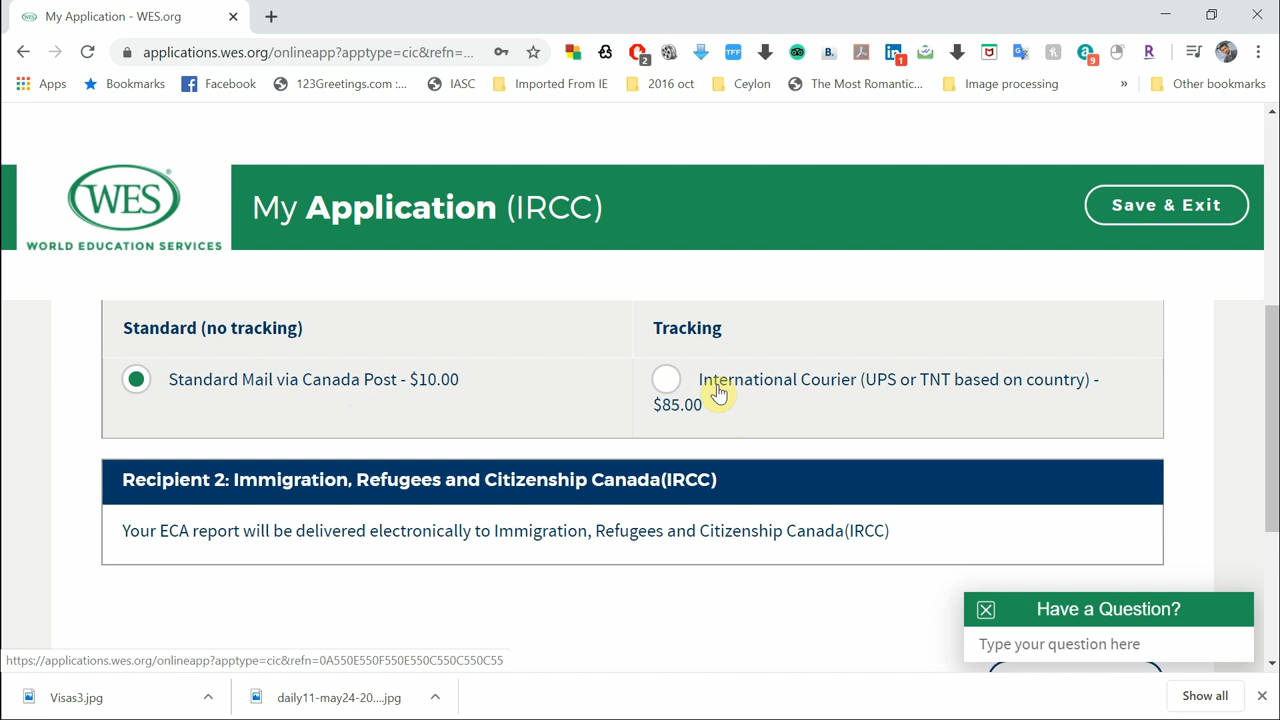 My Application - WES.org
applications.wes.org/onlineapp?apptype=cic&refn=...
2
TFF
B.
1
a
9
R
Apps
Bookmarks
Facebook
123Greetings.com :...
IASC
Imported From IE
2016 oct
Ceylon
The Most Romantic...
Image processing
»
Other bookmarks
WES
WORLD EDUCATION SERVICES
My Application (IRCC)
Save & Exit
Standard (no tracking)
Tracking
Standard Mail via Canada Post - $10.00
International Courier (UPS or TNT based on country) -
$85.00
Recipient 2: Immigration, Refugees and Citizenship Canada(IRCC)
Your ECA report will be delivered electronically to Immigration, Refugees and Citizenship Canada(IRCC)
Have a Question?
Type your question here
https://applications.wes.org/onlineapp?apptype=cic&refn=0A550E550F550E550C550C550C55
Visas3.jpg
daily11-may24-20....jpg
Show all